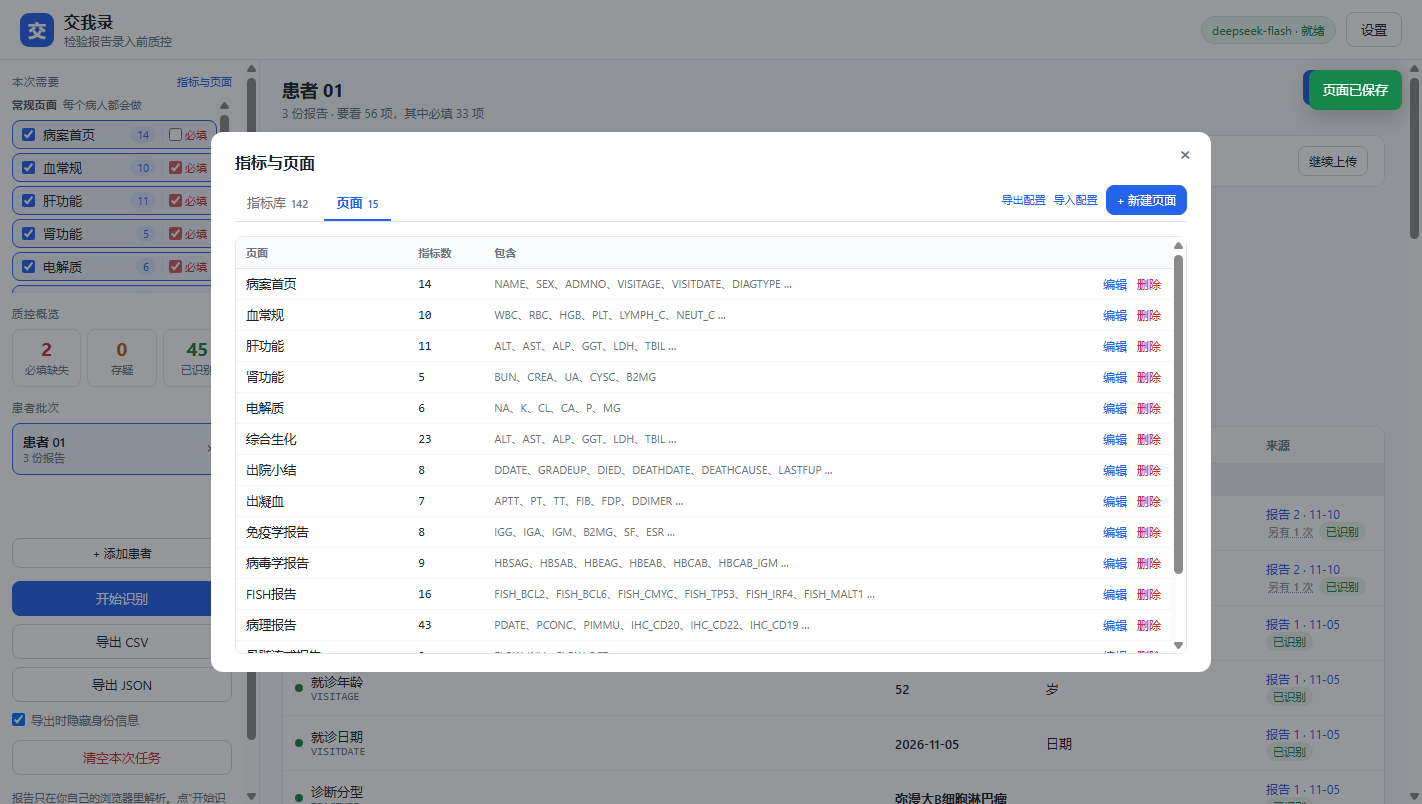 交
交我录
检验报告录入前质控
deepseek-flash · 就绪
设置
本次需要
指标与页面
常规页面 每个病人都会做
病案首页 14 必填
血常规 10 必填
肝功能 11 必填
肾功能 5 必填
电解质 6 必填
质控概览
2 必填缺失
0 存疑
45
患者批次
患者 01
3 份报告
+ 添加患者
开始识别
导出 CSV
导出 JSON
导出时隐藏身份信息
清空本次任务
报告只在你自己的浏览器里解析。点“开始识
患者 01
3 份报告 · 要看 56 项，其中必填 33 项
页面已保存
继续上传
指标与页面
×
指标库 142
页面 15
导出配置 导入配置 + 新建页面
页面 指标数 包含
病案首页 14 NAME、SEX、ADMNO、VISITAGE、VISITDATE、DIAGTYPE ... 编辑 删除
血常规 10 WBC、RBC、HGB、PLT、LYMPH_C、NEUT_C ... 编辑 删除
肝功能 11 ALT、AST、ALP、GGT、LDH、TBIL ... 编辑 删除
肾功能 5 BUN、CREA、UA、CYSC、B2MG 编辑 删除
电解质 6 NA、K、CL、CA、P、MG 编辑 删除
综合生化 23 ALT、AST、ALP、GGT、LDH、TBIL ... 编辑 删除
出院小结 8 DDATE、GRADEUP、DIED、DEATHDATE、DEATHCAUSE、LASTFUP ... 编辑 删除
出凝血 7 APTT、PT、TT、FIB、FDP、DDIMER ... 编辑 删除
免疫学报告 8 IGG、IGA、IGM、B2MG、SF、ESR ... 编辑 删除
病毒学报告 9 HBSAG、HBSAB、HBEAG、HBEAB、HBCAB、HBCAB_IGM ... 编辑 删除
FISH报告 16 FISH_BCL2、FISH_BCL6、FISH_CMYC、FISH_TP53、FISH_IRF4、FISH_MALT1 ... 编辑 删除
病理报告 43 PDATE、PCONC、PIMMU、IHC_CD20、IHC_CD22、IHC_CD19 ... 编辑 删除
来源
报告 2 · 11-10
另有 1 次 已识别
报告 2 · 11-10
另有 1 次 已识别
报告 1 · 11-05
已识别
就诊年龄
VISITAGE
52 岁
报告 1 · 11-05
已识别
就诊日期
VISITDATE
2026-11-05 日期
报告 1 · 11-05
已识别
诊断分型
弥漫大B细胞淋巴瘤
报告 1 · 11-05